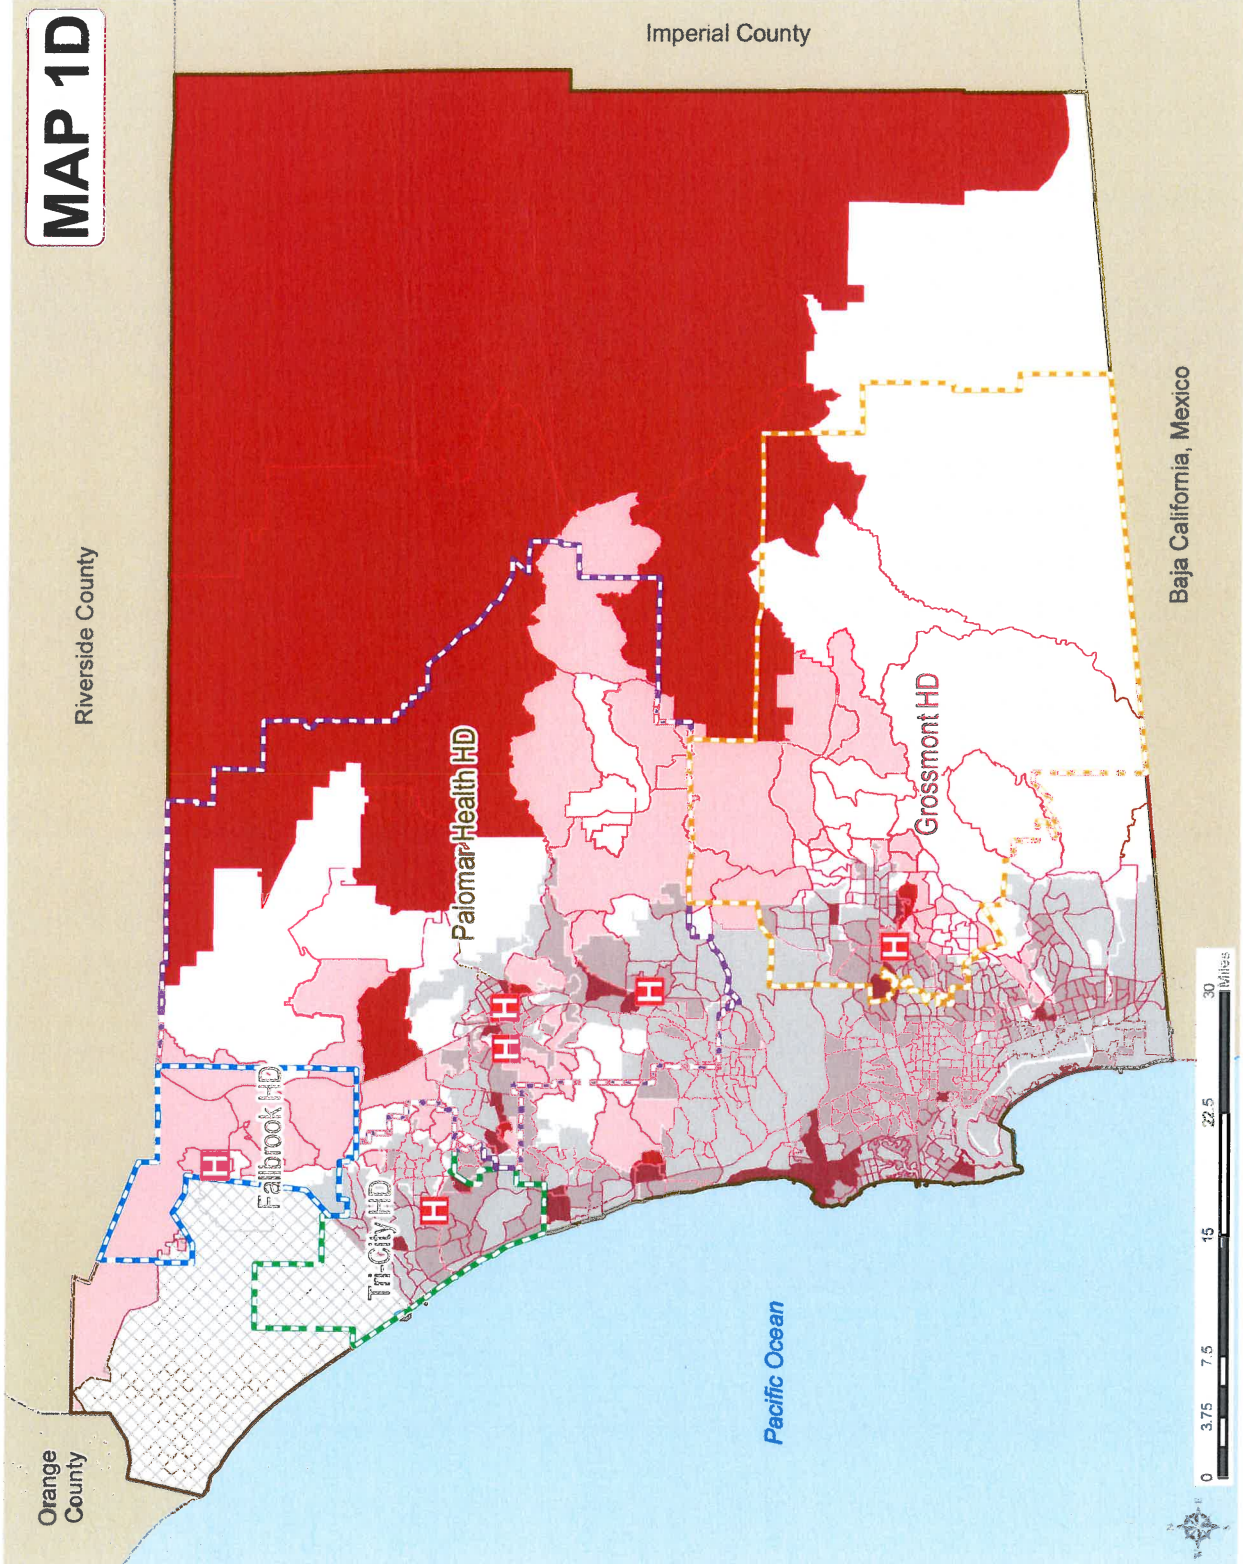 MAP 1D
Imperial County
Riverside County
Baja California, Mexico
Orange
County
Pacific Ocean
Palomar Health HD
Grossmont HD
Fallbrook HD
Tri-City HD
H
H
H
H
H
H
0 3.75 7.5 15 22.5 30
Miles
N
W E
S